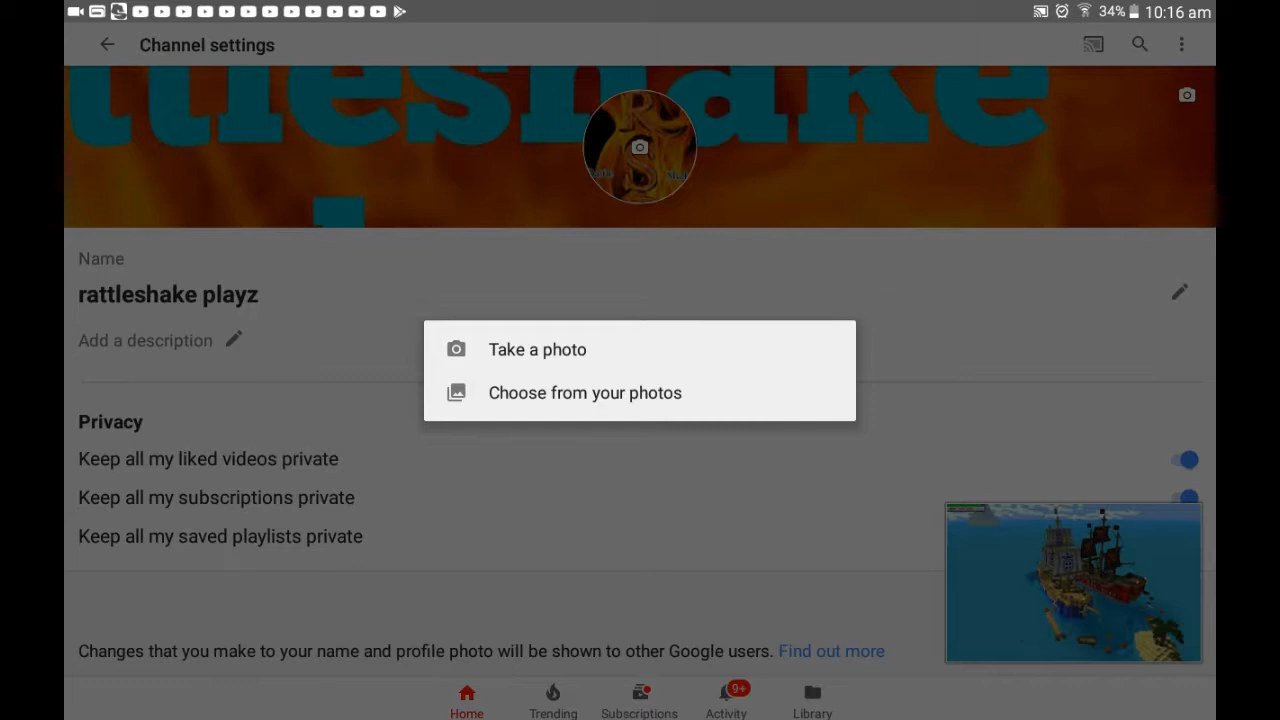 34% 10:16 am
Channel settings
ttleshake
R
S
Name
rattleshake playz
Add a description
Take a photo
Choose from your photos
Privacy
Keep all my liked videos private
Keep all my subscriptions private
Keep all my saved playlists private
Changes that you make to your name and profile photo will be shown to other Google users. Find out more
9+
Home Trending Subscriptions Activity Library